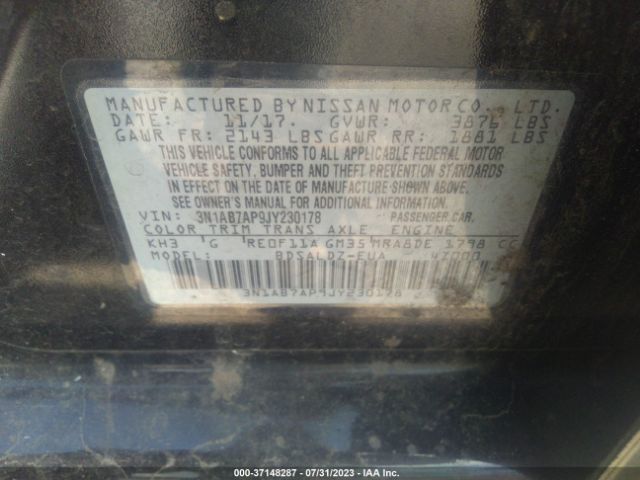 MANUFACTURED BY NISSAN MOTOR CO., LTD.
DATE: 11/17. GVWR: 3876 LBS
GAWR FR: 2143 LBS GAWR RR: 1881 LBS
THIS VEHICLE CONFORMS TO ALL APPLICABLE FEDERAL MOTOR
VEHICLE SAFETY, BUMPER AND THEFT PREVENTION STANDARDS
IN EFFECT ON THE DATE OF MANUFACTURE SHOWN ABOVE.
SEE OWNER'S MANUAL FOR ADDITIONAL INFORMATION.
VIN: 3N1AB7AP9JY230178 PASSENGER CAR.
COLOR TRIM TRANS AXLE ENGINE
KH3 G RE0F11A GM35 MRA8DE 1798 CC
MODEL: BDSALDZ-EUA
3N1AB7AP9JY230178
000-37148287 - 07/31/2023 - IAA Inc.